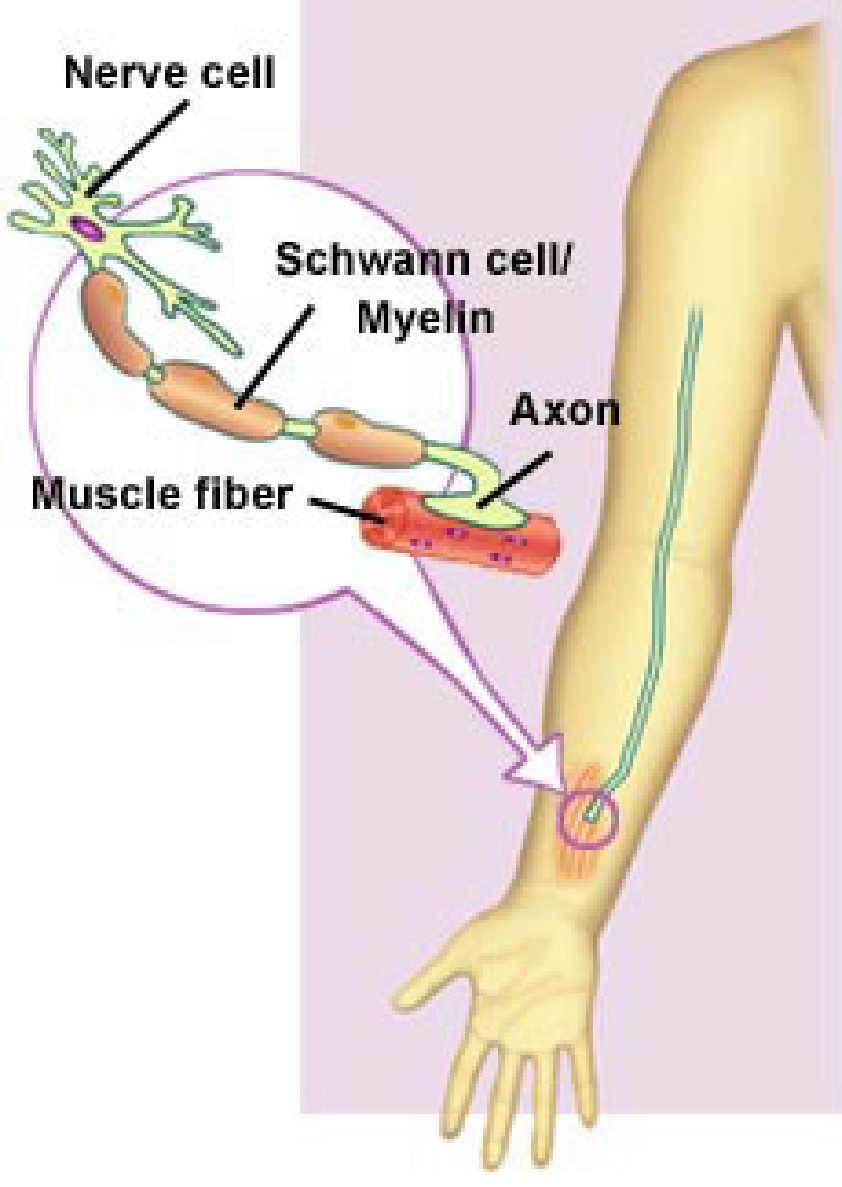 Nerve cell
Schwann cell/
Myelin
Axon
Muscle fiber